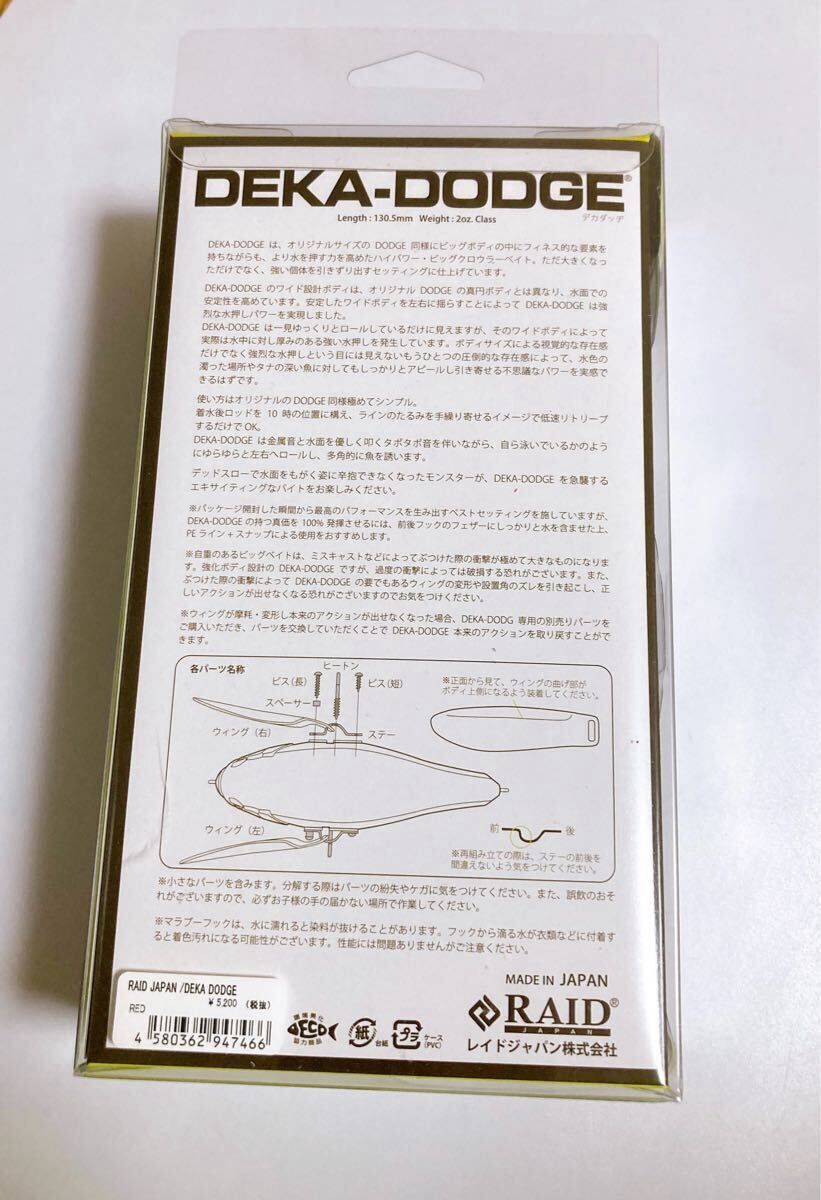 DEKA-DODGE®
Length : 130.5mm Weight : 2oz. Class
デカダッヂ
DEKA-DODGE は、オリジナルサイズの DODGE 同様にビッグボディの中にフィネス的な要素を
持ちながらも、より水を押す力を高めたハイパワー・ビッグクロウラーベイト。ただ大きくなっ
ただけでなく、強い個体を引きずり出すセッティングに仕上げています。
DEKA-DODGE のワイド設計ボディは、オリジナル DODGE の真円ボディとは異なり、水面での
安定性を高めています。安定したワイドボディを左右に揺らすことによって DEKA-DODGE は強
烈な水押しパワーを実現しました。
DEKA-DODGE は一見ゆっくりとロールしているだけに見えますが、そのワイドボディによって
実際は水中に対し厚みのある強い水押しを発生しています。ボディサイズによる視覚的な存在感
だけでなく強烈な水押しという目には見えないもうひとつの圧倒的な存在感によって、水色の
濁った場所やタナの深い魚に対してもしっかりとアピールし引き寄せる不思議なパワーを実感で
きるはずです。
使い方はオリジナルの DODGE 同様極めてシンプル。
着水後ロッドを 10 時の位置に構え、ラインのたるみを手繰り寄せるイメージで低速リトリーブ
するだけで OK。
DEKA-DODGE は金属音と水面を優しく叩くタポタポ音を伴いながら、自ら泳いでいるかのよう
にゆらゆらと左右へロールし、多角的に魚を誘います。
デッドスローで水面をもがく姿に辛抱できなくなったモンスターが、DEKA-DODGE を急襲する
エキサイティングなバイトをお楽しみください。
※パッケージ開封した瞬間から最高のパフォーマンスを生み出すベストセッティングを施していますが、
DEKA-DODGE の持つ真価を 100% 発揮させるには、前後フックのフェザーにしっかりと水を含ませた上、
PE ライン＋スナップによる使用をおすすめします。
※自重のあるビッグベイトは、ミスキャストなどによってぶつけた際の衝撃が極めて大きなものになりま
す。強化ボディ設計の DEKA-DODGE ですが、過度の衝撃によっては破損する恐れがございます。また、
ぶつけた際の衝撃によって DEKA-DODGE の要でもあるウィングの変形や設置角のズレを引き起こし、正
しいアクションが出せなくなる恐れがございますのでお気をつけください。
※ウィングが摩耗・変形し本来のアクションが出せなくなった場合、DEKA-DODG 専用の別売りパーツを
ご購入いただき、パーツを交換していただくことで DEKA-DODGE 本来のアクションを取り戻すことがで
きます。
各パーツ名称
ヒートン
ビス（長）
ビス（短）
スペーサー
ウィング（右）
ステー
※正面から見て、ウィングの曲げ部が
ボディ上側になるよう装着してください。
ウィング（左）
前
後
※再組み立ての際は、ステーの前後を
間違えないよう気をつけてください。
※小さなパーツを含みます。分解する際はパーツの紛失やケガに気をつけてください。また、誤飲のおそ
れがございますので、必ずお子様の手の届かない場所で作業してください。
※マラブーフックは、水に濡れると染料が抜けることがあります。フックから滴る水が衣類などに付着す
ると着色汚れになる可能性がございます。性能には問題ありませんがご注意ください。
RAID JAPAN /DEKA DODGE
¥ 5,200 （税抜）
RED
4 580362 947466
環境美化
ECO
協力商品
紙
台紙
プラ
ケース
(PVC)
MADE IN JAPAN
RAID®
JAPAN
レイドジャパン株式会社